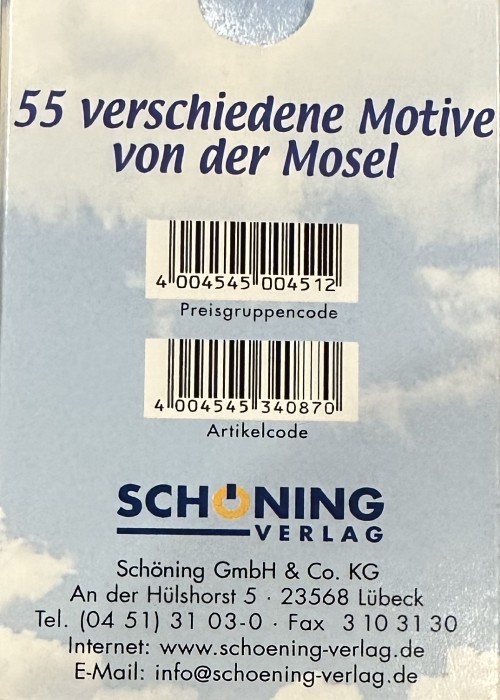 55 verschiedene Motive
von der Mosel
4 004545 004512
Preisgruppencode
4 004545 340870
Artikelcode
SCHÖNING
VERLAG
Schöning GmbH & Co. KG
An der Hülshorst 5 · 23568 Lübeck
Tel. (04 51) 31 03-0 · Fax 3 10 31 30
Internet: www.schoening-verlag.de
E-Mail: info@schoening-verlag.de